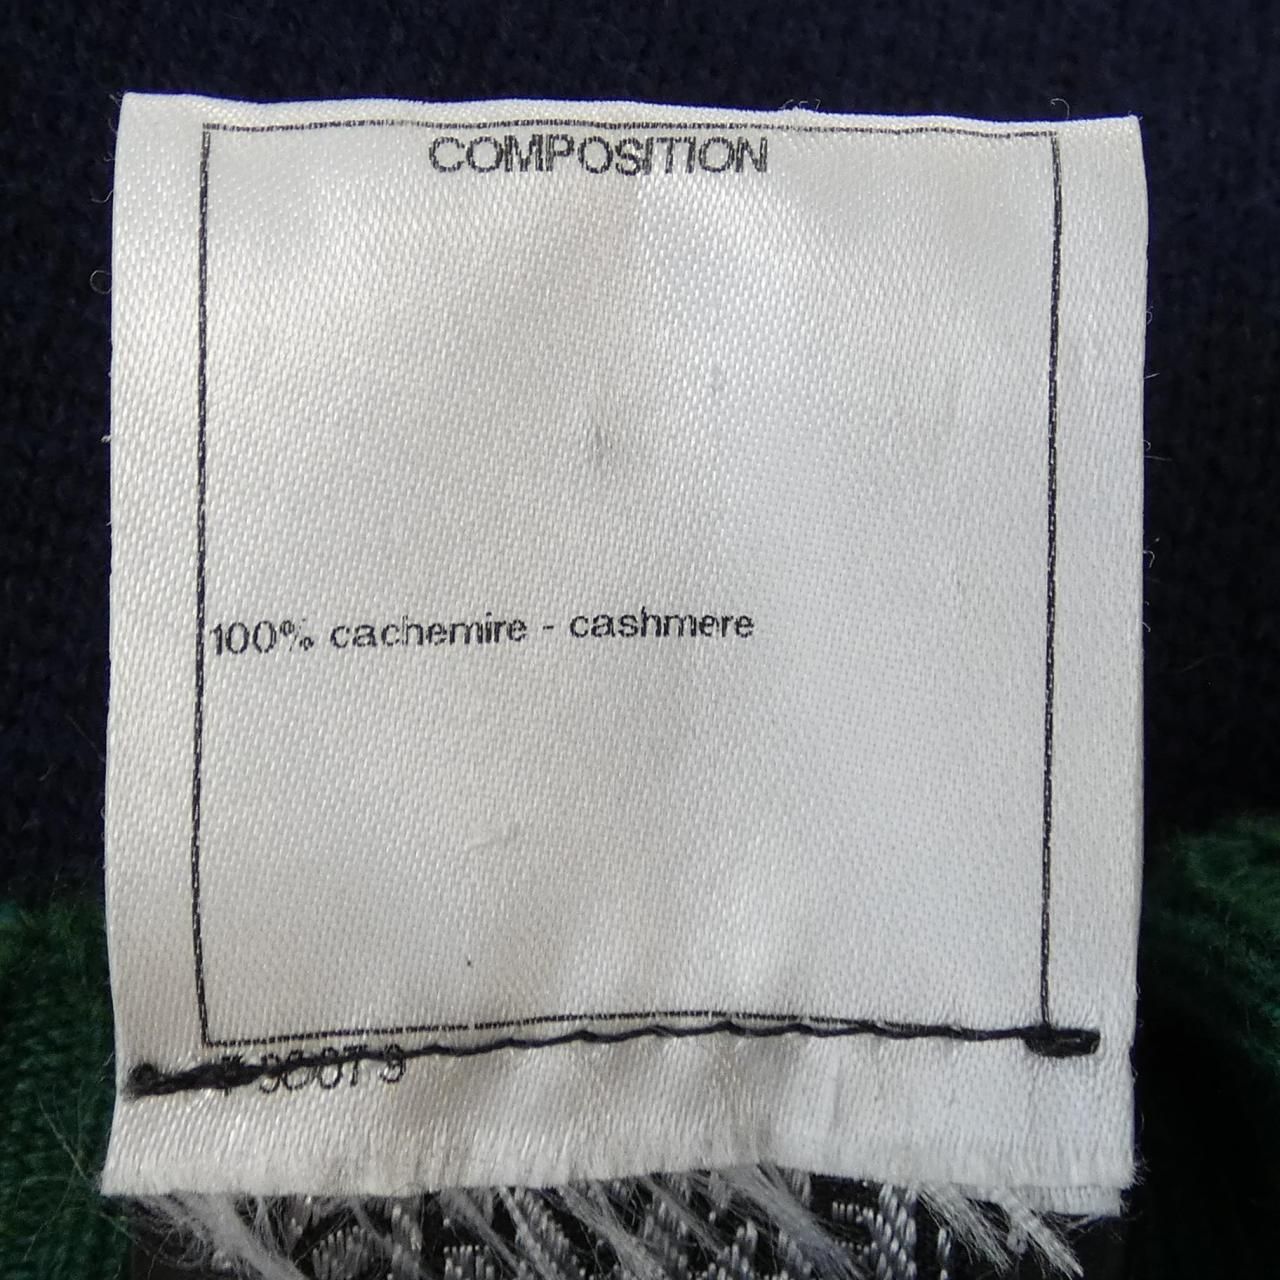 COMPOSITION
100% cachemire - cashmere